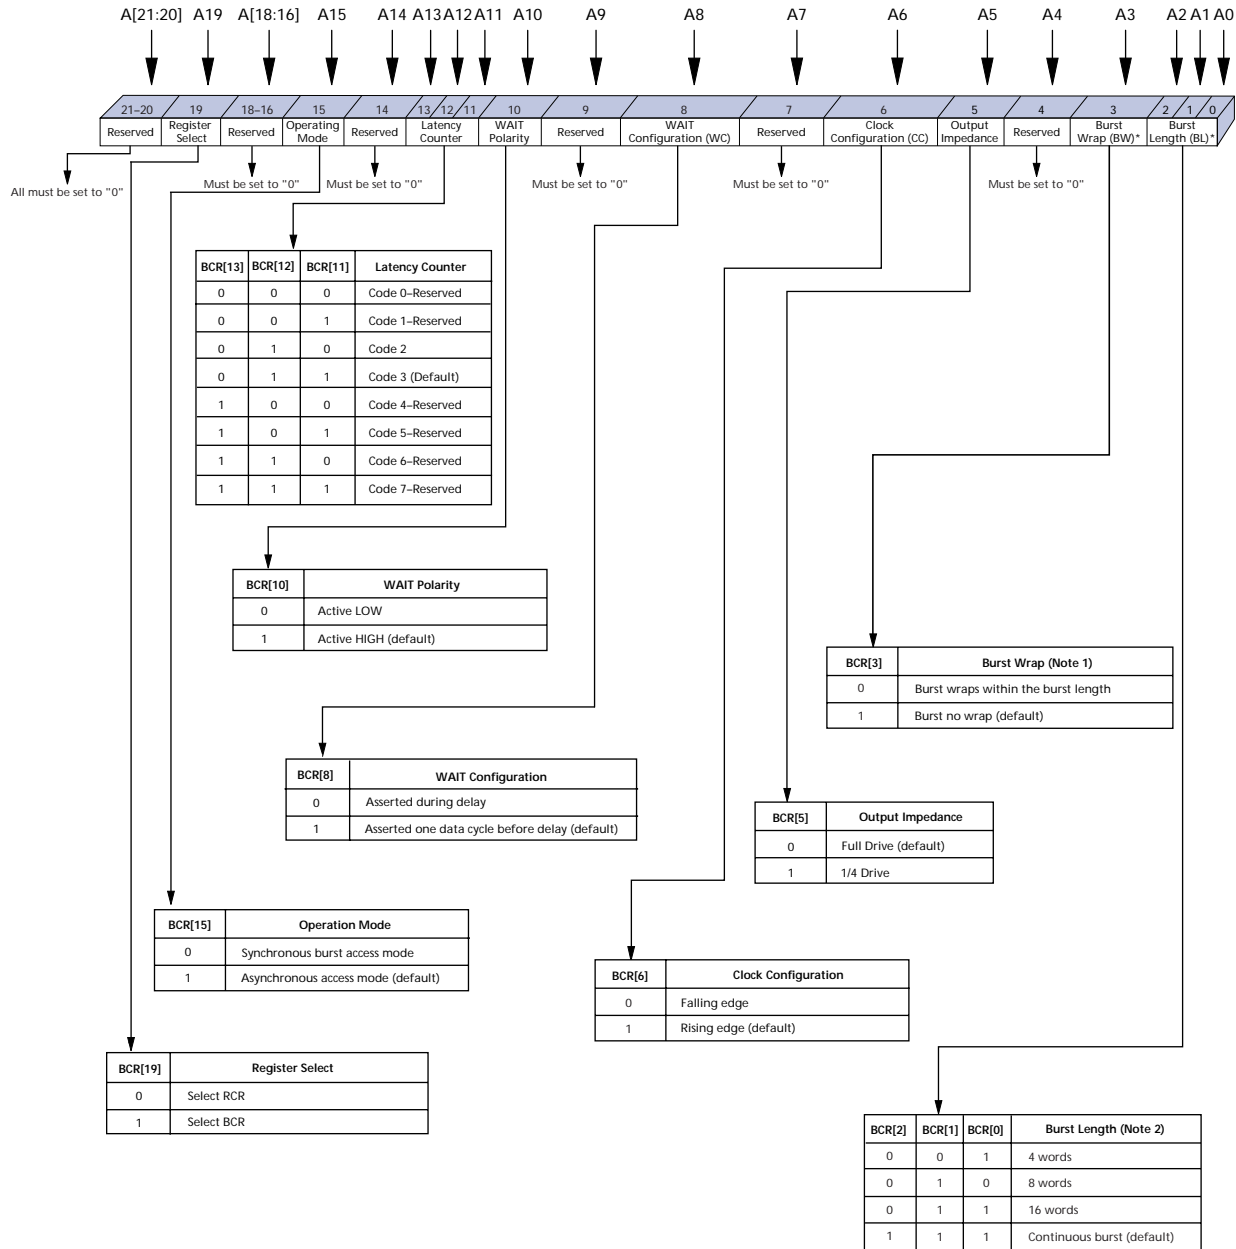 A[21:20] A19 A[18:16] A15 A14 A13 A12 A11 A10 A9 A8 A7 A6 A5 A4 A3 A2 A1 A0
21–20 19 18–16 15 14 13 12 11 10 9 8 7 6 5 4 3 2 1 0
Reserved Register Select Reserved Operating Mode Reserved Latency Counter WAIT Polarity Reserved WAIT Configuration (WC) Reserved Clock Configuration (CC) Output Impedance Reserved Burst Wrap (BW)* Burst Length (BL)*
All must be set to "0" Must be set to "0" Must be set to "0" Must be set to "0" Must be set to "0" Must be set to "0"
BCR[13] BCR[12] BCR[11] Latency Counter
0 0 0 Code 0–Reserved
0 0 1 Code 1–Reserved
0 1 0 Code 2
0 1 1 Code 3 (Default)
1 0 0 Code 4–Reserved
1 0 1 Code 5–Reserved
1 1 0 Code 6–Reserved
1 1 1 Code 7–Reserved
BCR[10] WAIT Polarity
0 Active LOW
1 Active HIGH (default)
BCR[3] Burst Wrap (Note 1)
0 Burst wraps within the burst length
1 Burst no wrap (default)
BCR[8] WAIT Configuration
0 Asserted during delay
1 Asserted one data cycle before delay (default)
BCR[5] Output Impedance
0 Full Drive (default)
1 1/4 Drive
BCR[15] Operation Mode
0 Synchronous burst access mode
1 Asynchronous access mode (default)
BCR[6] Clock Configuration
0 Falling edge
1 Rising edge (default)
BCR[19] Register Select
0 Select RCR
1 Select BCR
BCR[2] BCR[1] BCR[0] Burst Length (Note 2)
0 0 1 4 words
0 1 0 8 words
0 1 1 16 words
1 1 1 Continuous burst (default)